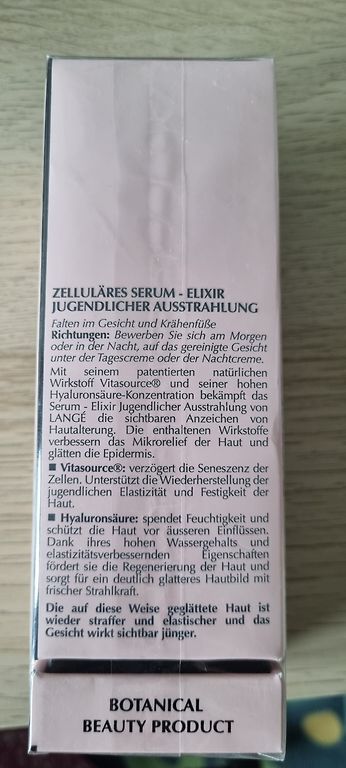 ZELLULÄRES SERUM - ELIXIR
JUGENDLICHER AUSSTRAHLUNG
Falten im Gesicht und Krähenfüße
Richtungen: Bewerben Sie sich am Morgen
oder in der Nacht, auf das gereinigte Gesicht
unter der Tagescreme oder der Nachtcreme.
Mit seinem patentierten natürlichen
Wirkstoff Vitasource® und seiner hohen
Hyaluronsäure-Konzentration bekämpft das
Serum - Elixir Jugendlicher Ausstrahlung von
LANGÉ die sichtbaren Anzeichen von
Hautalterung. Die enthaltenen Wirkstoffe
verbessern das Mikrorelief der Haut und
glätten die Epidermis.
■ Vitasource®: verzögert die Seneszenz der
Zellen. Unterstützt die Wiederherstellung der
jugendlichen Elastizität und Festigkeit der
Haut.
■ Hyaluronsäure: spendet Feuchtigkeit und
schützt die Haut vor äusseren Einflüssen.
Dank ihres hohen Wassergehalts und
elastizitätsverbessernden Eigenschaften
fördert sie die Regenerierung der Haut und
sorgt für ein deutlich glatteres Hautbild mit
frischer Strahlkraft.
Die auf diese Weise geglättete Haut ist
wieder straffer und elastischer und das
Gesicht wirkt sichtbar jünger.
BOTANICAL
BEAUTY PRODUCT